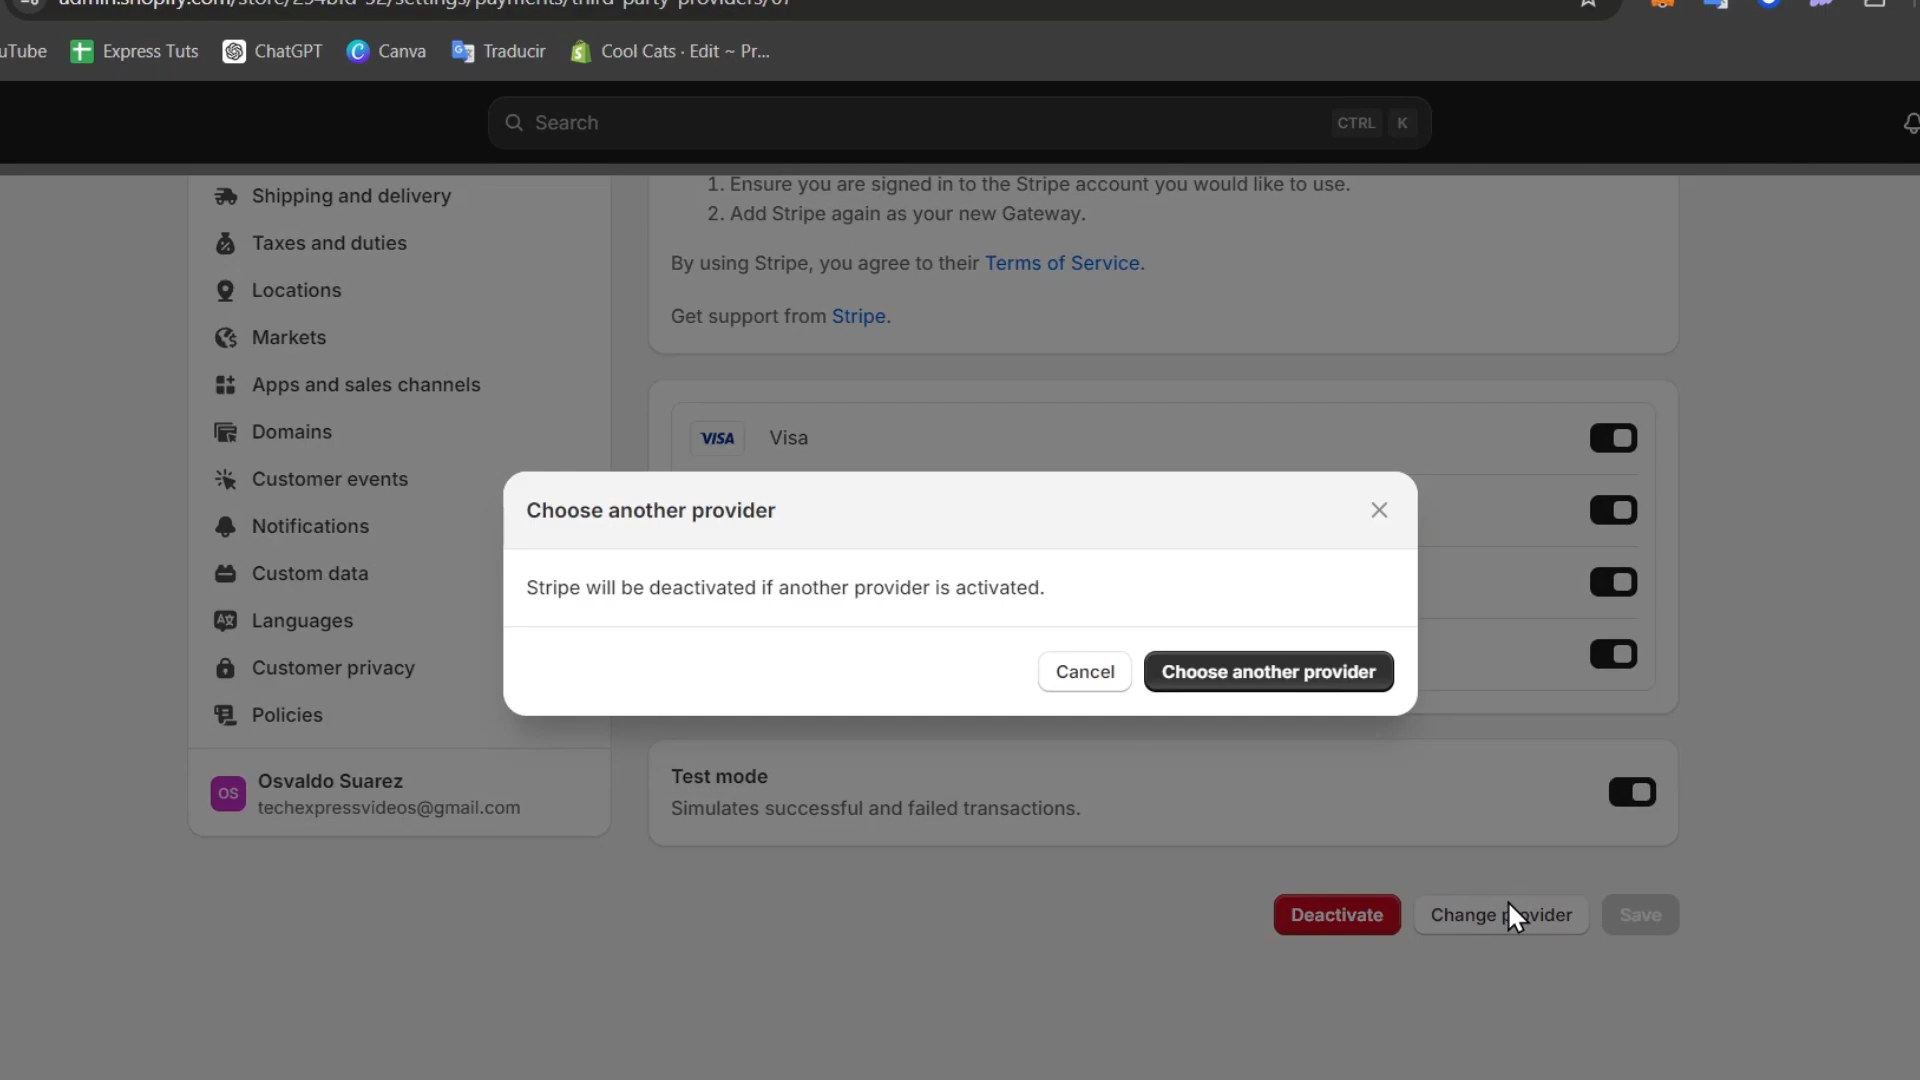 admin.shopify.com/store/294bfd-52/settings/payments/third-party-providers/67
uTube
Express Tuts
ChatGPT
Canva
Traducir
Cool Cats · Edit ~ Pr...
Search
CTRL K
Shipping and delivery
Taxes and duties
Locations
Markets
Apps and sales channels
Domains
Customer events
Notifications
Custom data
Languages
Customer privacy
Policies
OS
Osvaldo Suarez
techexpressvideos@gmail.com
1. Ensure you are signed in to the Stripe account you would like to use.
2. Add Stripe again as your new Gateway.
By using Stripe, you agree to their Terms of Service.
Get support from Stripe.
VISA
Visa
Choose another provider
Stripe will be deactivated if another provider is activated.
Cancel
Choose another provider
Test mode
Simulates successful and failed transactions.
Deactivate
Change provider
Save